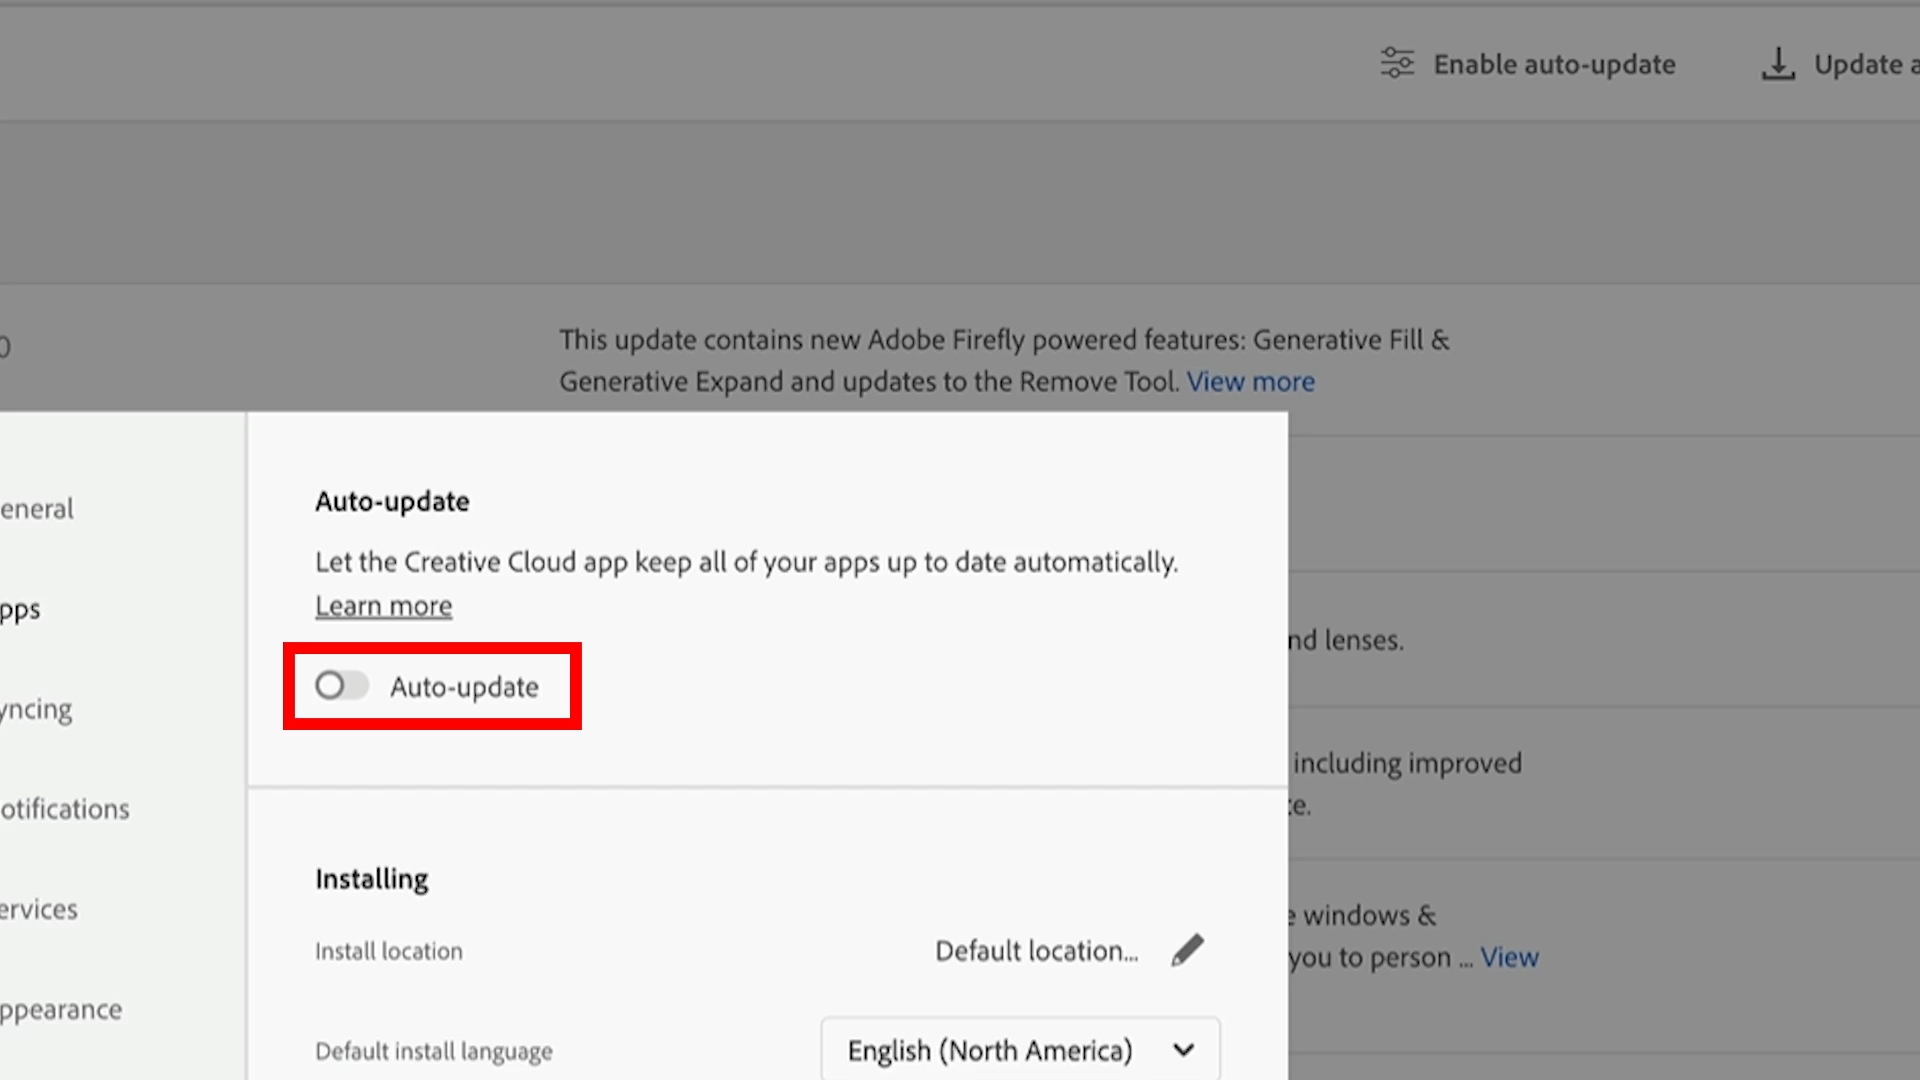 Enable auto-update
Update a
0
This update contains new Adobe Firefly powered features: Generative Fill &
Generative Expand and updates to the Remove Tool. View more
eneral
pps
yncing
otifications
ervices
ppearance
Auto-update
Let the Creative Cloud app keep all of your apps up to date automatically.
Learn more
Auto-update
Installing
Install location
Default location...
Default install language
English (North America)
nd lenses.
including improved
e.
e windows &
you to person ... View